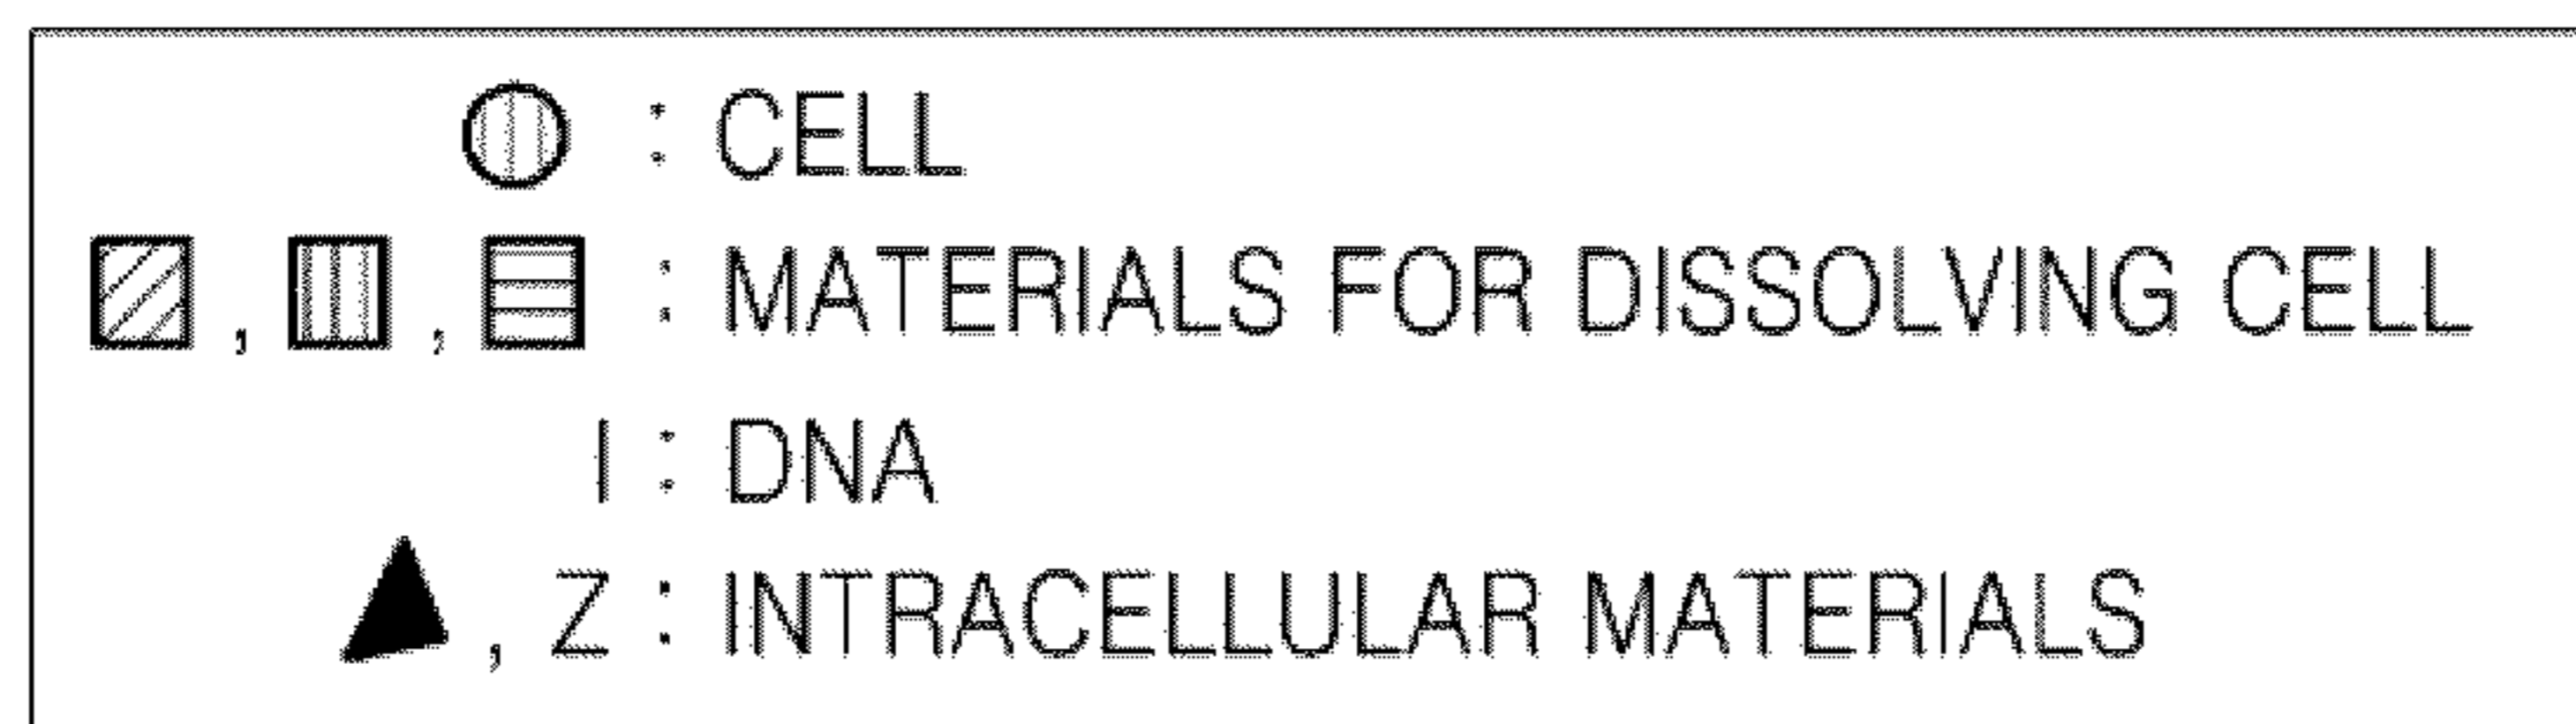 : CELL
, , : MATERIALS FOR DISSOLVING CELL
I : DNA
, Z : INTRACELLULAR MATERIALS